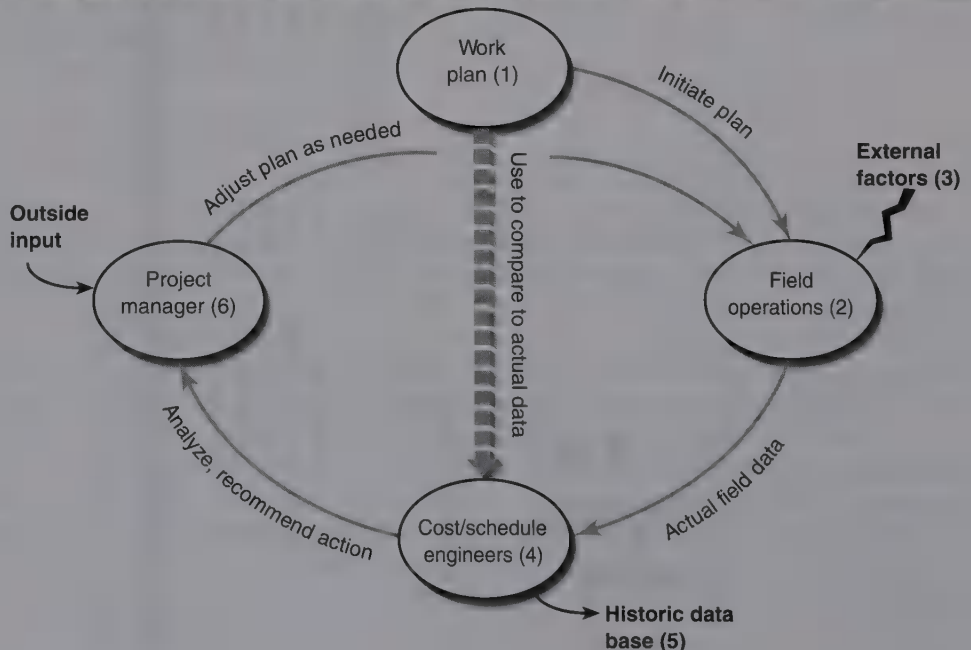 Work
plan (1)
Initiate plan
Adjust plan as needed
Use to compare to actual data
External
factors (3)
Outside
input
Project
manager (6)
Field
operations (2)
Analyze, recommend action
Actual field data
Cost/schedule
engineers (4)
Historic data
base (5)